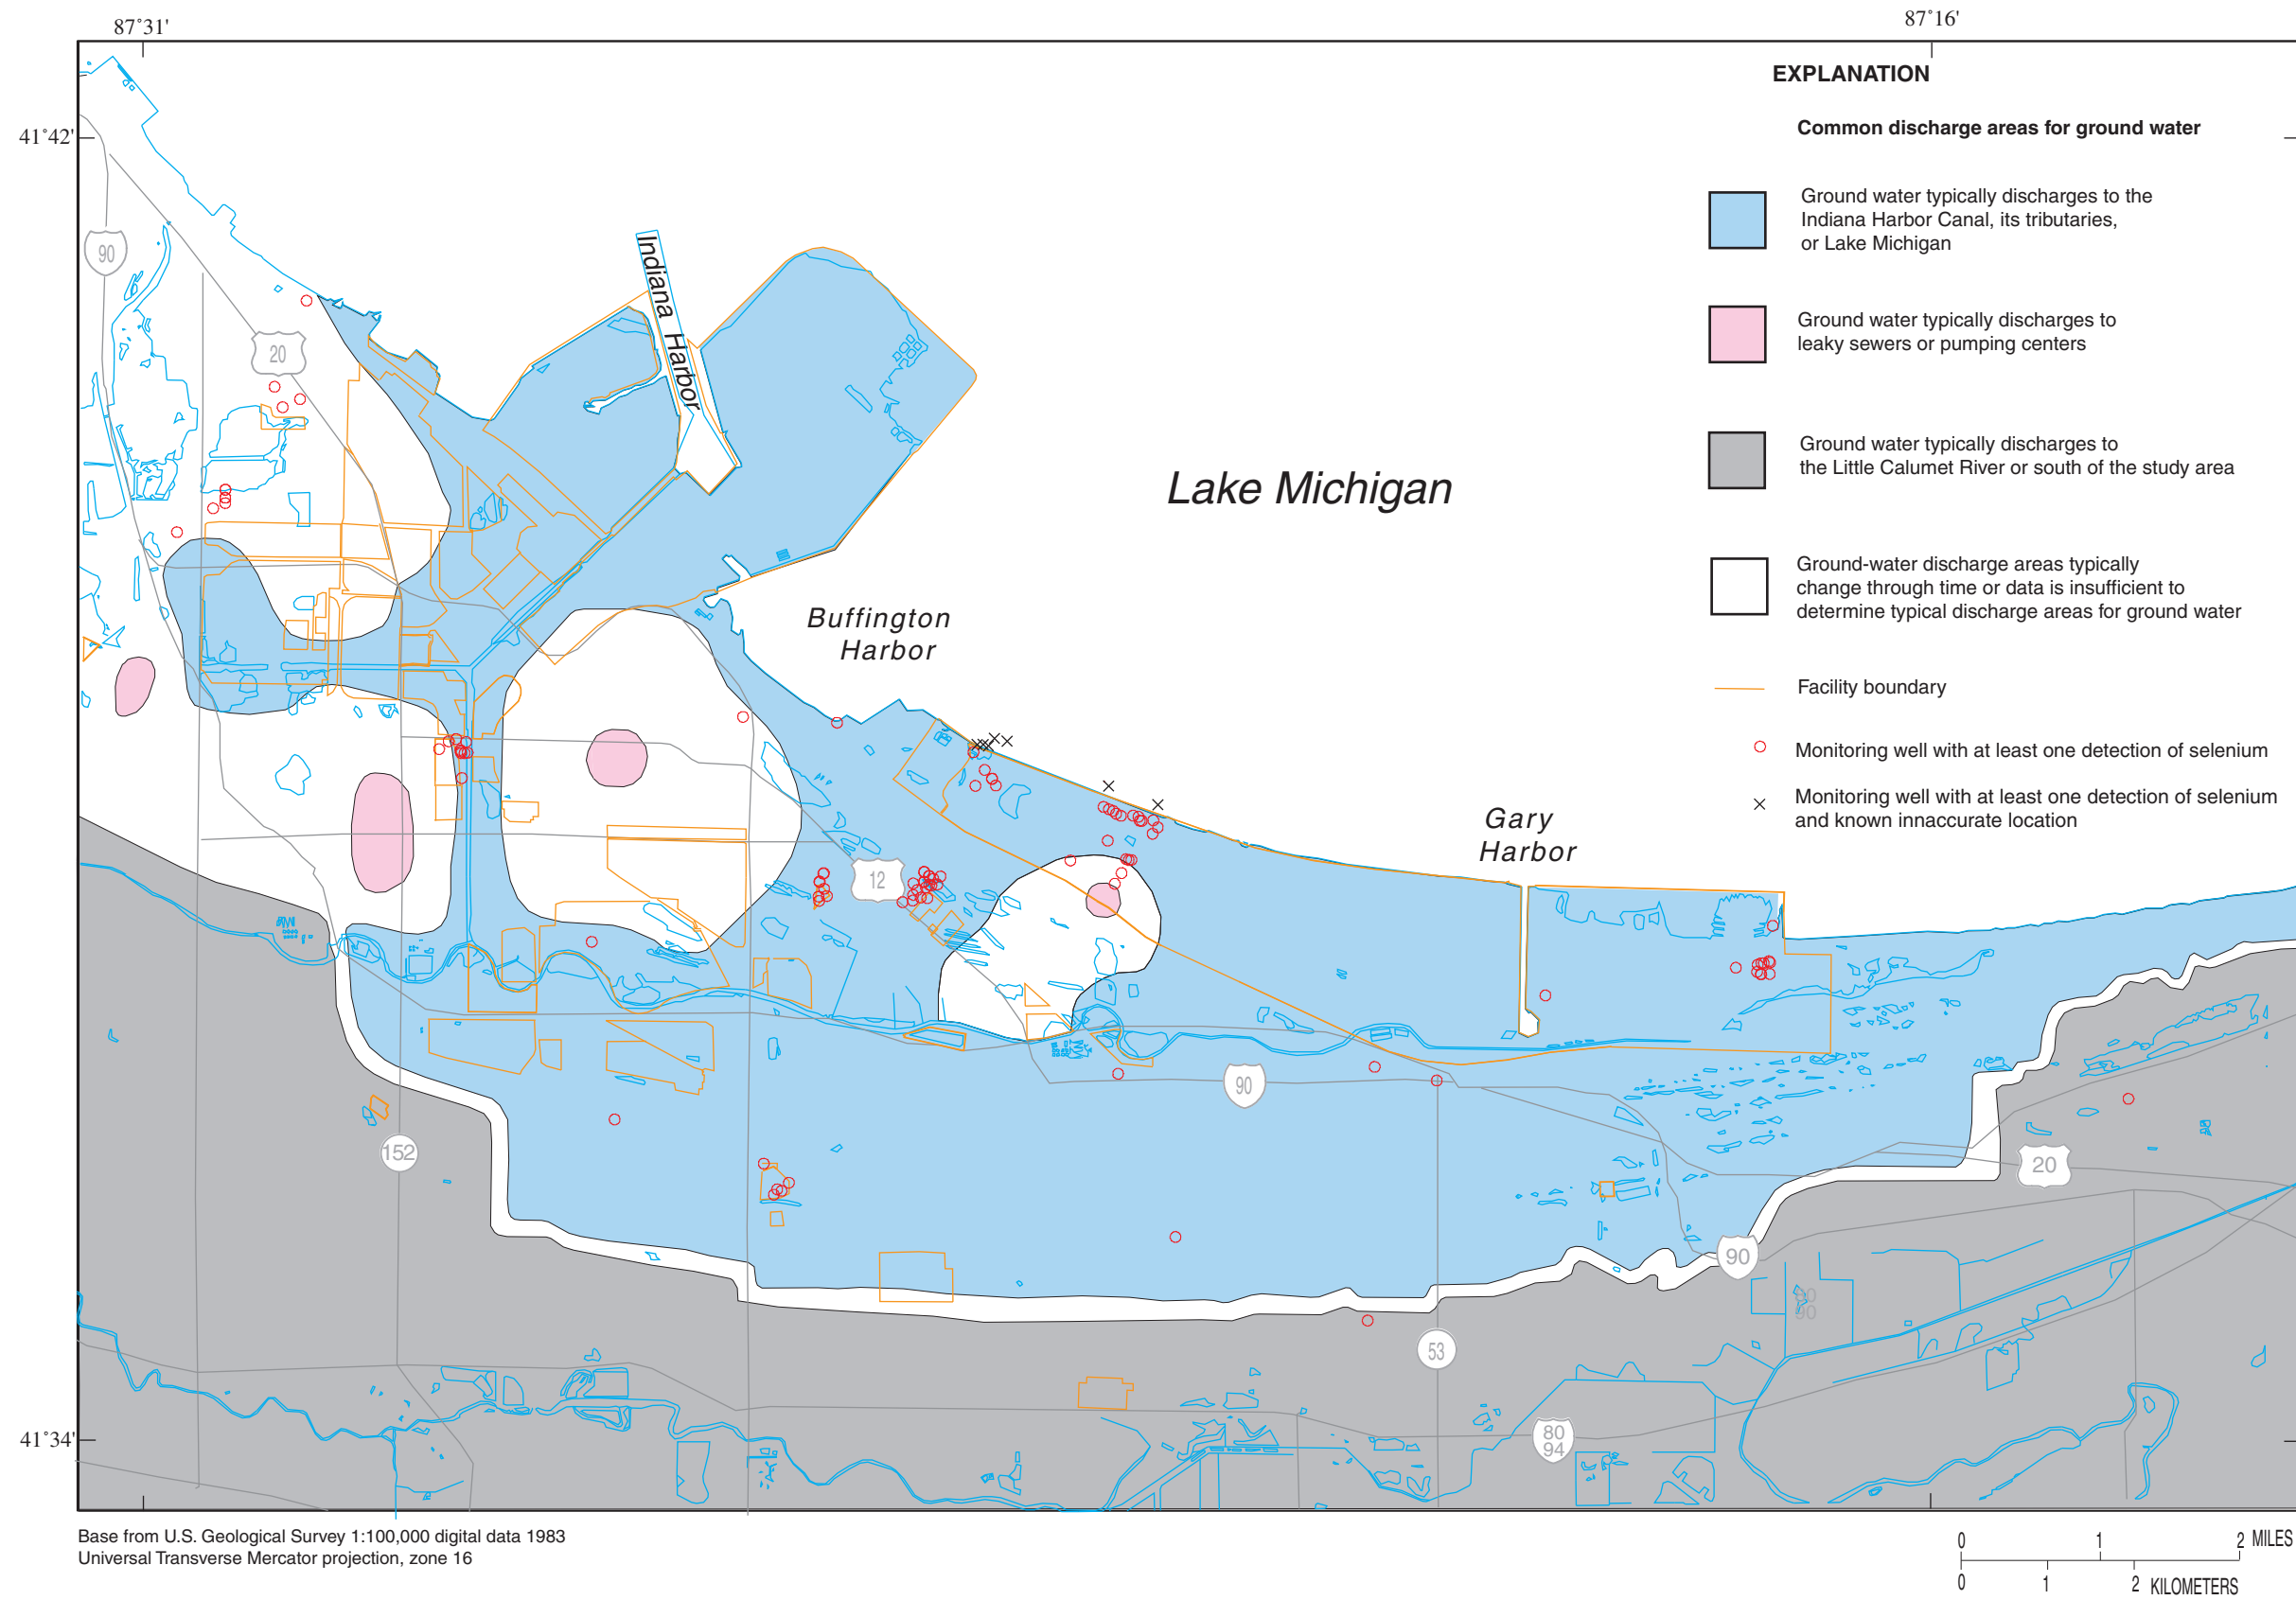 87°31'
87°16'
41°42'
41°34'
EXPLANATION
Common discharge areas for ground water
Ground water typically discharges to the
Indiana Harbor Canal, its tributaries,
or Lake Michigan
Ground water typically discharges to
leaky sewers or pumping centers
Ground water typically discharges to
the Little Calumet River or south of the study area
Ground-water discharge areas typically
change through time or data is insufficient to
determine typical discharge areas for ground water
Facility boundary
Monitoring well with at least one detection of selenium
Monitoring well with at least one detection of selenium
and known innaccurate location
90
20
Indiana Harbor
Lake Michigan
Buffington
Harbor
Gary
Harbor
12
90
152
20
90
90
90
53
80
94
Base from U.S. Geological Survey 1:100,000 digital data 1983
Universal Transverse Mercator projection, zone 16
0 1 2 MILES
0 1 2 KILOMETERS